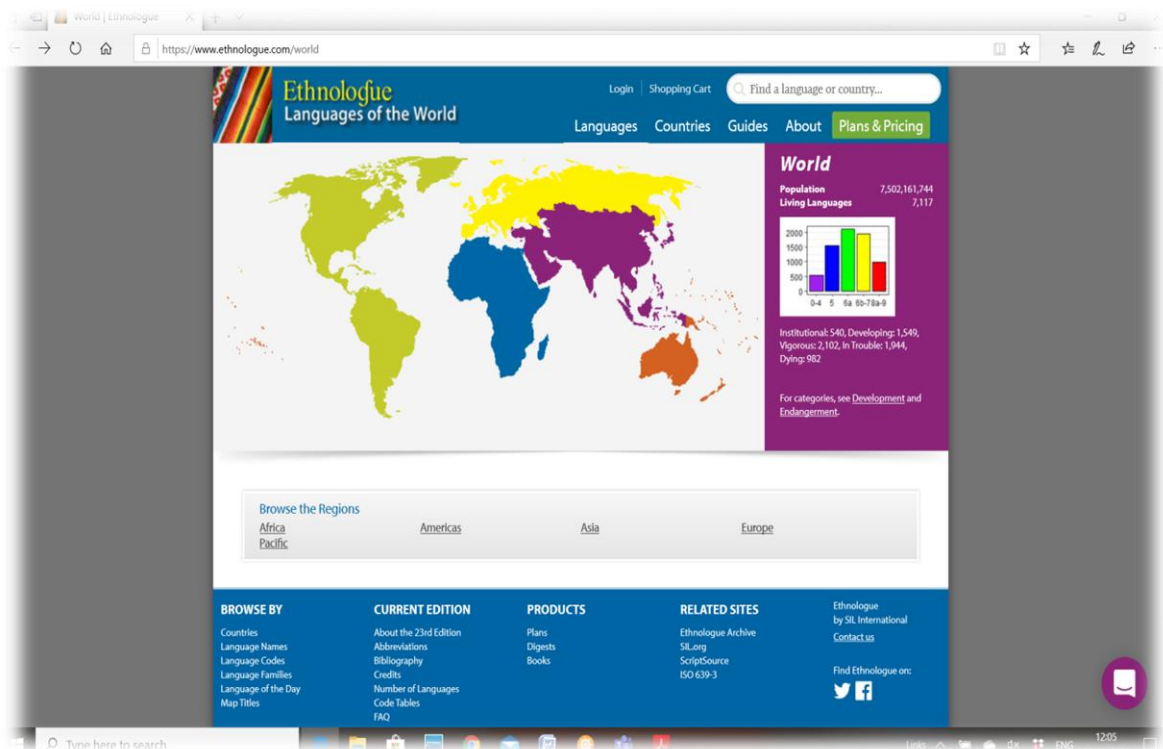 World | Ethnologue
https://www.ethnologue.com/world
Ethnologue
Languages of the World
Login
Shopping Cart
Find a language or country...
Languages
Countries
Guides
About
Plans & Pricing
World
Population 7,502,161,744
Living Languages 7,117
2000
1500
1000
500
0
0-4 5 6a 6b-7 8a-9
Institutional: 540, Developing: 1,549,
Vigorous: 2,102, In Trouble: 1,944,
Dying: 982
For categories, see Development and
Endangerment.
Browse the Regions
Africa Americas Asia Europe
Pacific
BROWSE BY
Countries
Language Names
Language Codes
Language Families
Language of the Day
Map Titles
CURRENT EDITION
About the 23rd Edition
Abbreviations
Bibliography
Credits
Number of Languages
Code Tables
FAQ
PRODUCTS
Plans
Digests
Books
RELATED SITES
Ethnologue Archive
SIL.org
ScriptSource
ISO 639-3
Ethnologue
by SIL International
Contact us
Find Ethnologue on:
Type here to search
Links
ENG
12:05